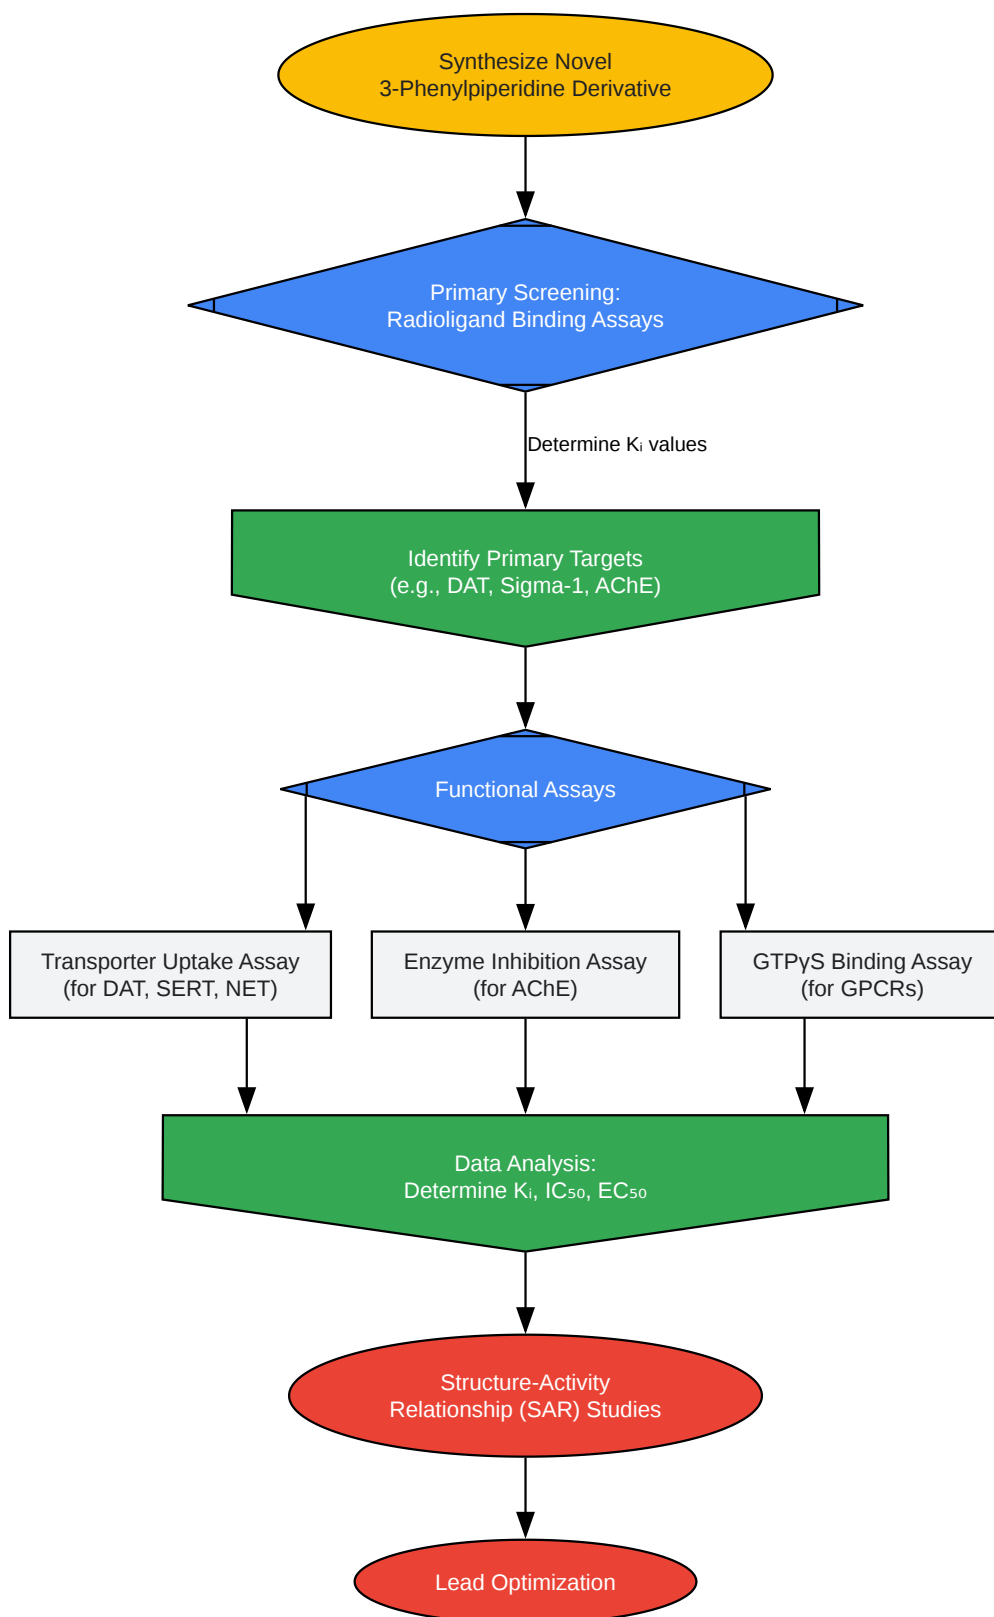 Synthesize Novel
3-Phenylpiperidine Derivative
Primary Screening:
Radioligand Binding Assays
Determine Kᵢ values
Identify Primary Targets
(e.g., DAT, Sigma-1, AChE)
Functional Assays
Transporter Uptake Assay
(for DAT, SERT, NET)
Enzyme Inhibition Assay
(for AChE)
GTPγS Binding Assay
(for GPCRs)
Data Analysis:
Determine Kᵢ, IC₅₀, EC₅₀
Structure-Activity
Relationship (SAR) Studies
Lead Optimization